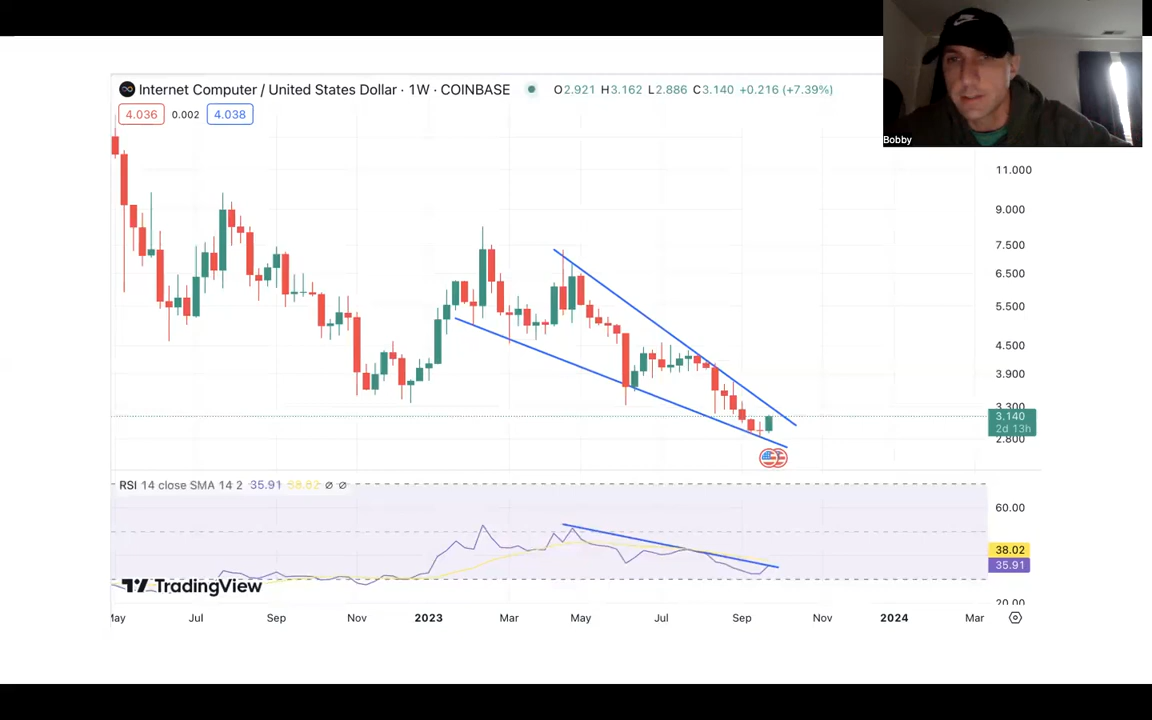 Internet Computer / United States Dollar · 1W · COINBASE O2.921 H3.162 L2.886 C3.140 +0.216 (+7.39%)
4.036 0.002 4.038
Bobby
11.000
9.000
7.500
6.500
5.500
4.500
3.900
3.300
3.140
2d 13h
2.800
RSI 14 close SMA 14 2 35.91 38.02 ∅ ∅
60.00
38.02
35.91
TradingView
20.00
May Jul Sep Nov 2023 Mar May Jul Sep Nov 2024 Mar